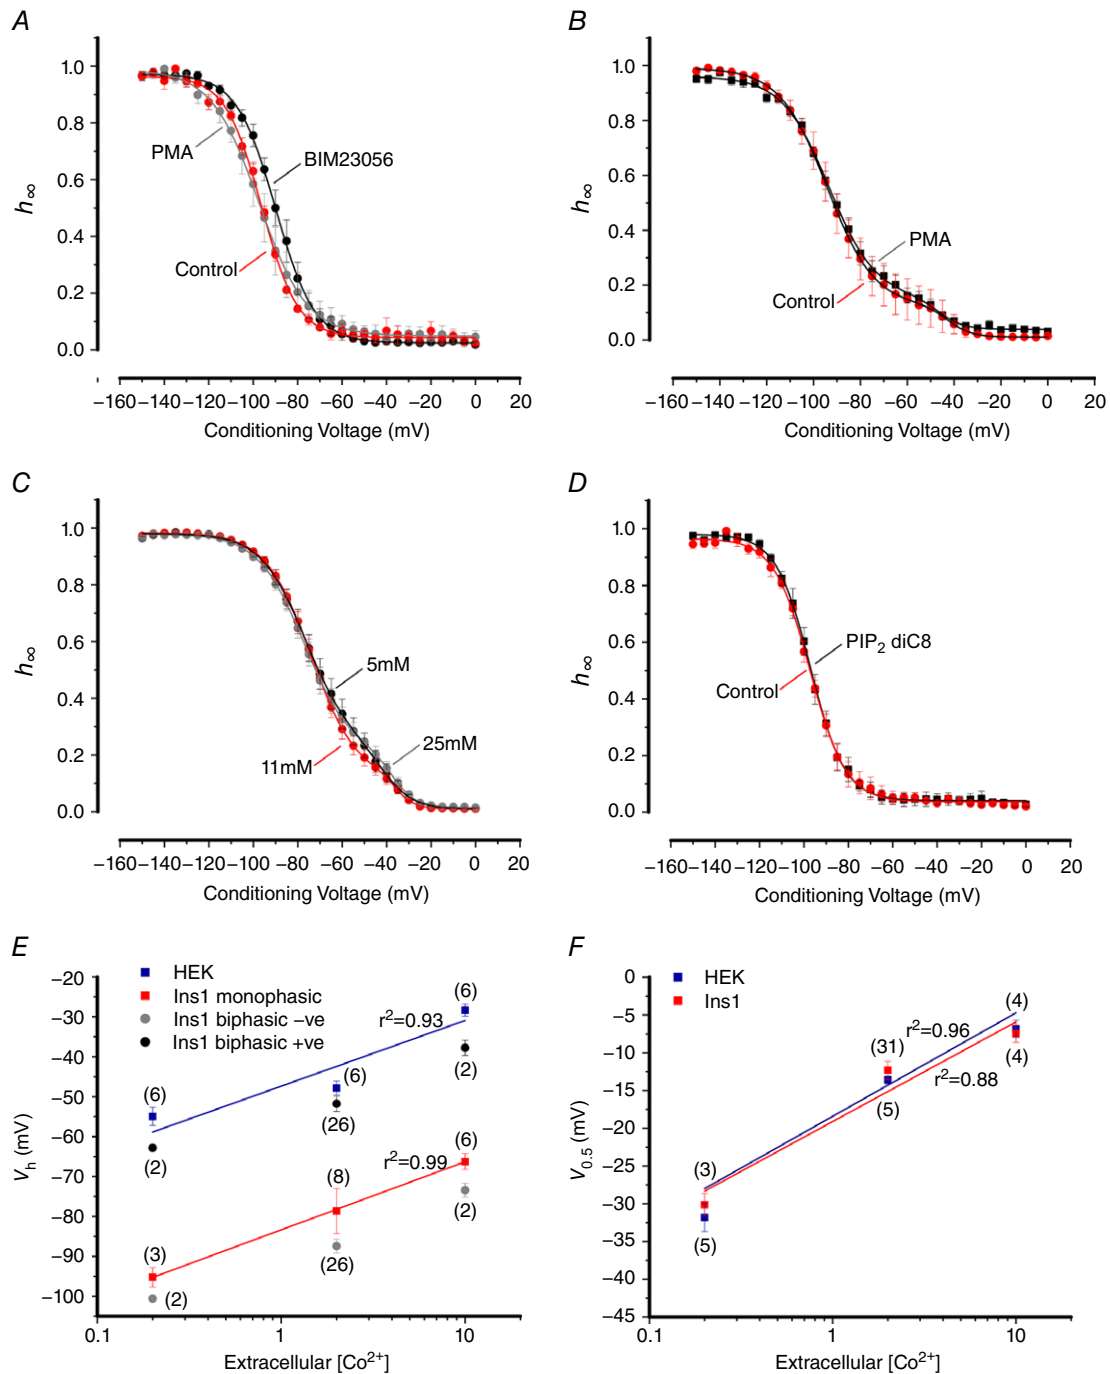 A
1.0
0.8
0.6
0.4
0.2
0.0
h∞
PMA
BIM23056
Control
−160 −140 −120 −100 −80 −60 −40 −20 0 20
Conditioning Voltage (mV)
B
1.0
0.8
0.6
0.4
0.2
0.0
h∞
PMA
Control
−160 −140 −120 −100 −80 −60 −40 −20 0 20
Conditioning Voltage (mV)
C
1.0
0.8
0.6
0.4
0.2
0.0
h∞
5mM
25mM
11mM
−160 −140 −120 −100 −80 −60 −40 −20 0 20
Conditioning Voltage (mV)
D
1.0
0.8
0.6
0.4
0.2
0.0
h∞
PIP2 diC8
Control
−160 −140 −120 −100 −80 −60 −40 −20 0 20
Conditioning Voltage (mV)
E
HEK
Ins1 monophasic
Ins1 biphasic −ve
Ins1 biphasic +ve
−20
−30
−40
−50
−60
−70
−80
−90
−100
Vh (mV)
(6)
r²=0.93
(6)
(6)
(2)
(2)
(26)
(6)
r²=0.99
(8)
(2)
(3)
(26)
(2)
0.1 1 10
Extracellular [Co²⁺]
F
HEK
Ins1
0
−5
−10
−15
−20
−25
−30
−35
−40
−45
V0.5 (mV)
(4)
r²=0.96
(31)
(4)
r²=0.88
(5)
(3)
(5)
0.1 1 10
Extracellular [Co²⁺]